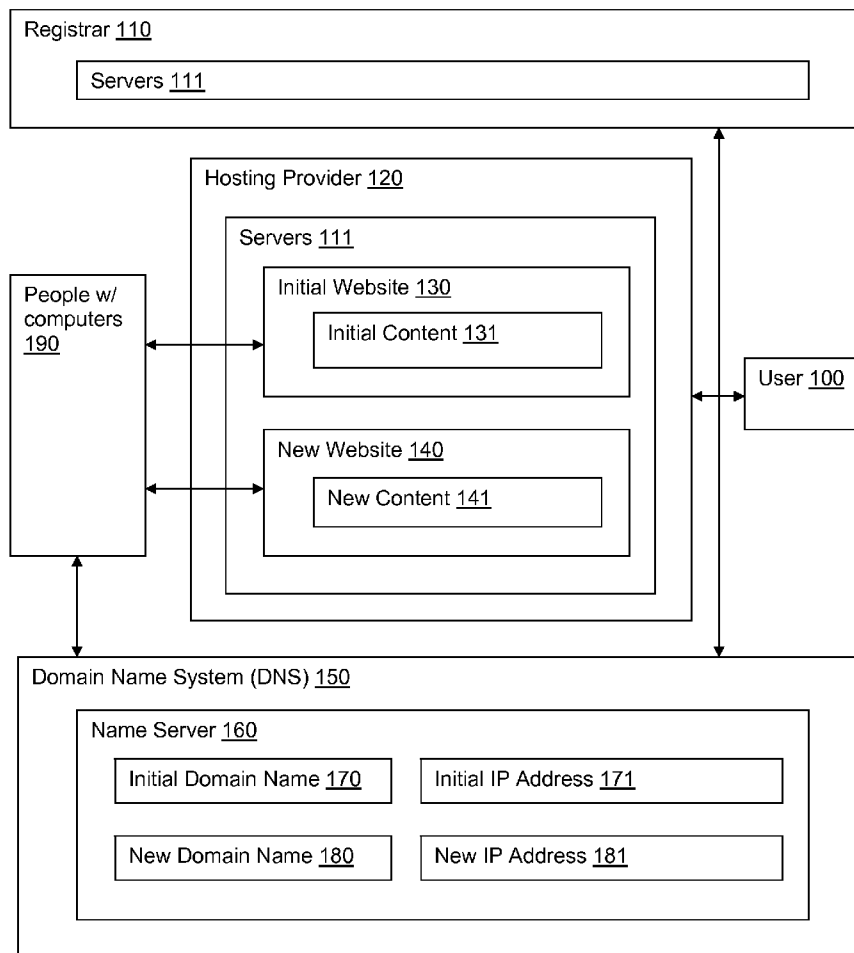 Registrar 110
Servers 111
Hosting Provider 120
Servers 111
Initial Website 130
Initial Content 131
People w/
computers
190
User 100
New Website 140
New Content 141
Domain Name System (DNS) 150
Name Server 160
Initial Domain Name 170
Initial IP Address 171
New Domain Name 180
New IP Address 181